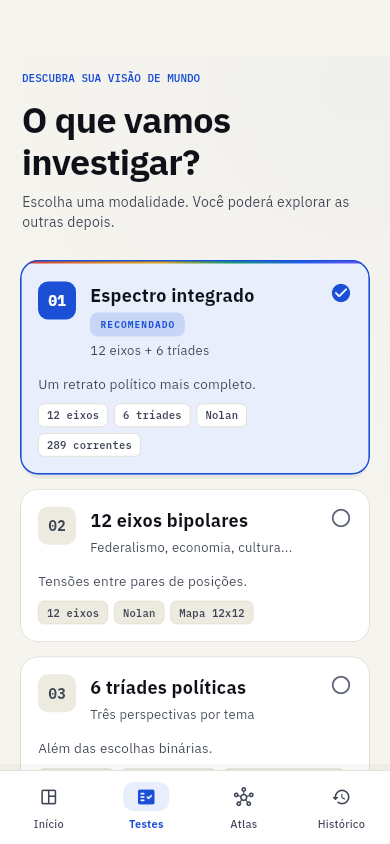 DESCUBRA SUA VISÃO DE MUNDO
O que vamos
investigar?
Escolha uma modalidade. Você poderá explorar as
outras depois.
01
Espectro integrado
RECOMENDADO
12 eixos + 6 tríades
Um retrato político mais completo.
12 eixos
6 tríades
Nolan
289 correntes
02
12 eixos bipolares
Federalismo, economia, cultura...
Tensões entre pares de posições.
12 eixos
Nolan
Mapa 12x12
03
6 tríades políticas
Três perspectivas por tema
Além das escolhas binárias.
Início
Testes
Atlas
Histórico